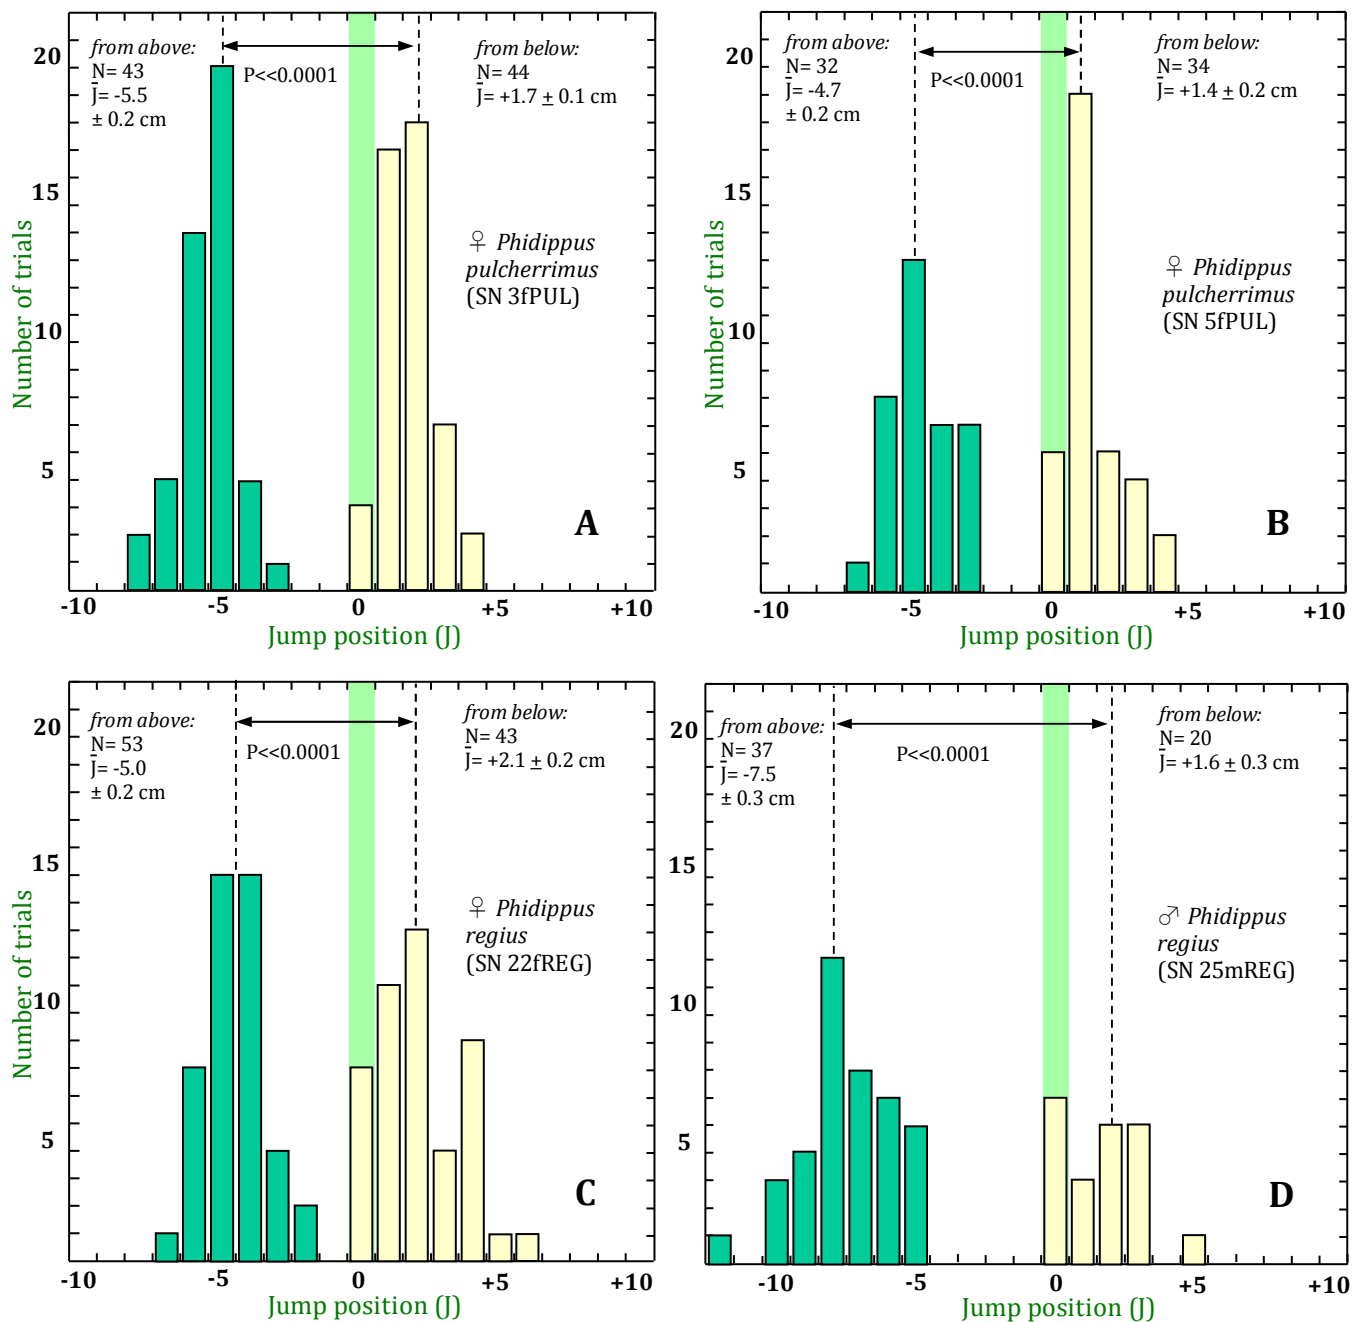 20
15
10
5
Number of trials
from above:
N= 43
J̅= -5.5
± 0.2 cm
P<<0.0001
from below:
N= 44
J̅= +1.7 ± 0.1 cm
♀ Phidippus
pulcherrimus
(SN 3fPUL)
A
-10
-5
0
+5
+10
Jump position (J)
20
15
10
5
Number of trials
from above:
N= 32
J̅= -4.7
± 0.2 cm
P<<0.0001
from below:
N= 34
J̅= +1.4 ± 0.2 cm
♀ Phidippus
pulcherrimus
(SN 5fPUL)
B
-10
-5
0
+5
+10
Jump position (J)
20
15
10
5
Number of trials
from above:
N= 53
J̅= -5.0
± 0.2 cm
P<<0.0001
from below:
N= 43
J̅= +2.1 ± 0.2 cm
♀ Phidippus
regius
(SN 22fREG)
C
-10
-5
0
+5
+10
Jump position (J)
20
15
10
5
from above:
N= 37
J̅= -7.5
± 0.3 cm
P<<0.0001
from below:
N= 20
J̅= +1.6 ± 0.3 cm
♂ Phidippus
regius
(SN 25mREG)
D
-10
-5
0
+5
+10
Jump position (J)